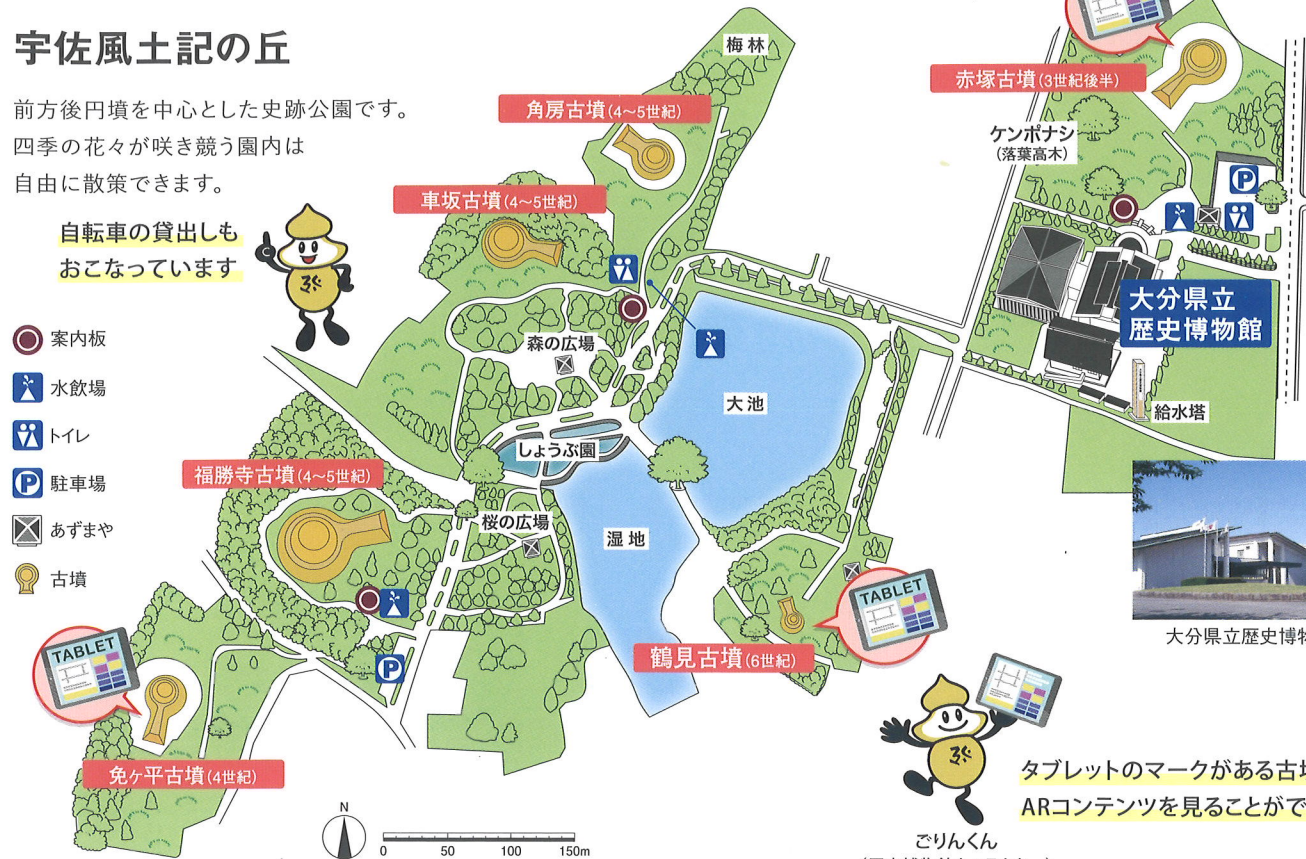 宇佐風土記の丘
前方後円墳を中心とした史跡公園です。
四季の花々が咲き競う園内は
自由に散策できます。
自転車の貸出しも
おこなっています
案内板
水飲場
トイレ
P
駐車場
あずまや
古墳
梅林
角房古墳(4〜5世紀)
車坂古墳(4〜5世紀)
赤塚古墳(3世紀後半)
ケンポナシ
(落葉高木)
P
大分県立
歴史博物館
給水塔
森の広場
大池
しょうぶ園
福勝寺古墳(4〜5世紀)
桜の広場
湿地
TABLET
鶴見古墳(6世紀)
P
TABLET
免ケ平古墳(4世紀)
大分県立歴史博物
タブレットのマークがある古墳
ARコンテンツを見ることがで
ごりんくん
N
0 50 100 150m